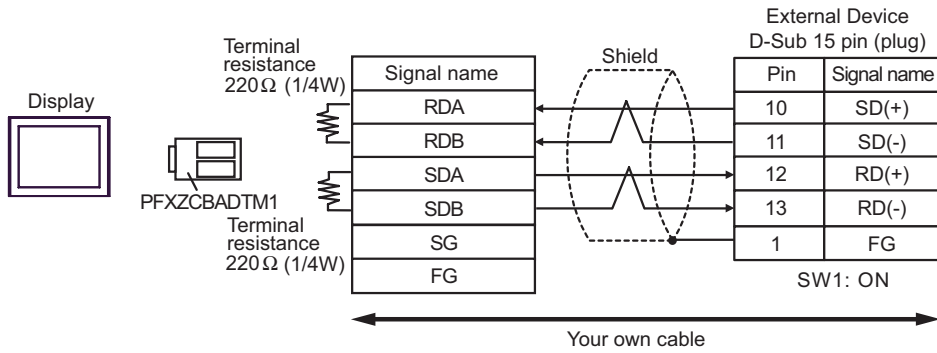 External Device
D-Sub 15 pin (plug)
Terminal
resistance
220Ω (1/4W)
Shield
Signal name
Pin Signal name
Display
RDA
10 SD(+)
RDB
11 SD(-)
SDA
12 RD(+)
PFXZCBADTM1
SDB
13 RD(-)
Terminal
resistance
220Ω (1/4W)
SG
1 FG
FG
SW1: ON
Your own cable